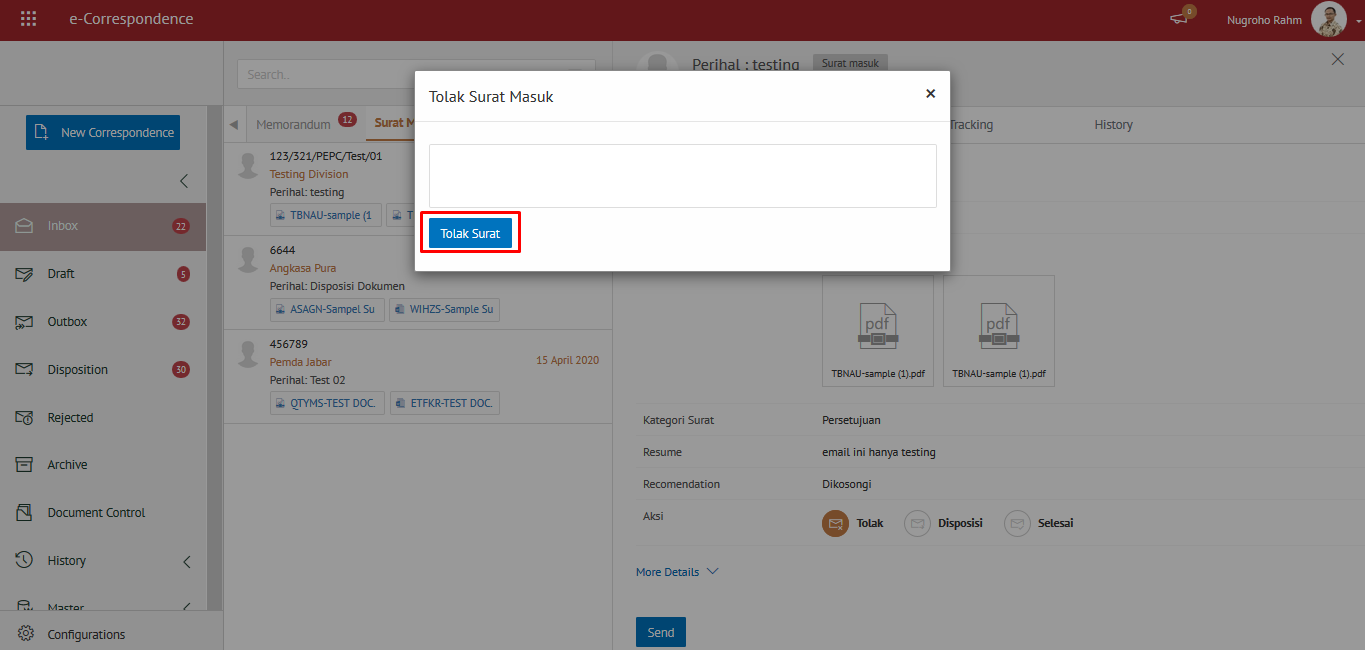 e-Correspondence
0
Nugroho Rahm
Search..
Perihal : testing
Surat masuk
Tolak Surat Masuk
×
Tolak Surat
New Correspondence
Inbox
22
Draft
5
Outbox
32
Disposition
30
Rejected
Archive
Document Control
History
Master
Configurations
Memorandum
12
Surat M
Tracking
History
123/321/PEPC/Test/01
Testing Division
Perihal: testing
TBNAU-sample (1
T
6644
Angkasa Pura
Perihal: Disposisi Dokumen
ASAGN-Sampel Su
WIHZS-Sample Su
456789
Pemda Jabar
15 April 2020
Perihal: Test 02
QTYMS-TEST DOC.
ETFKR-TEST DOC.
pdf
pdf
TBNAU-sample (1).pdf
TBNAU-sample (1).pdf
Kategori Surat
Persetujuan
Resume
email ini hanya testing
Recomendation
Dikosongi
Aksi
Tolak
Disposisi
Selesai
More Details
Send